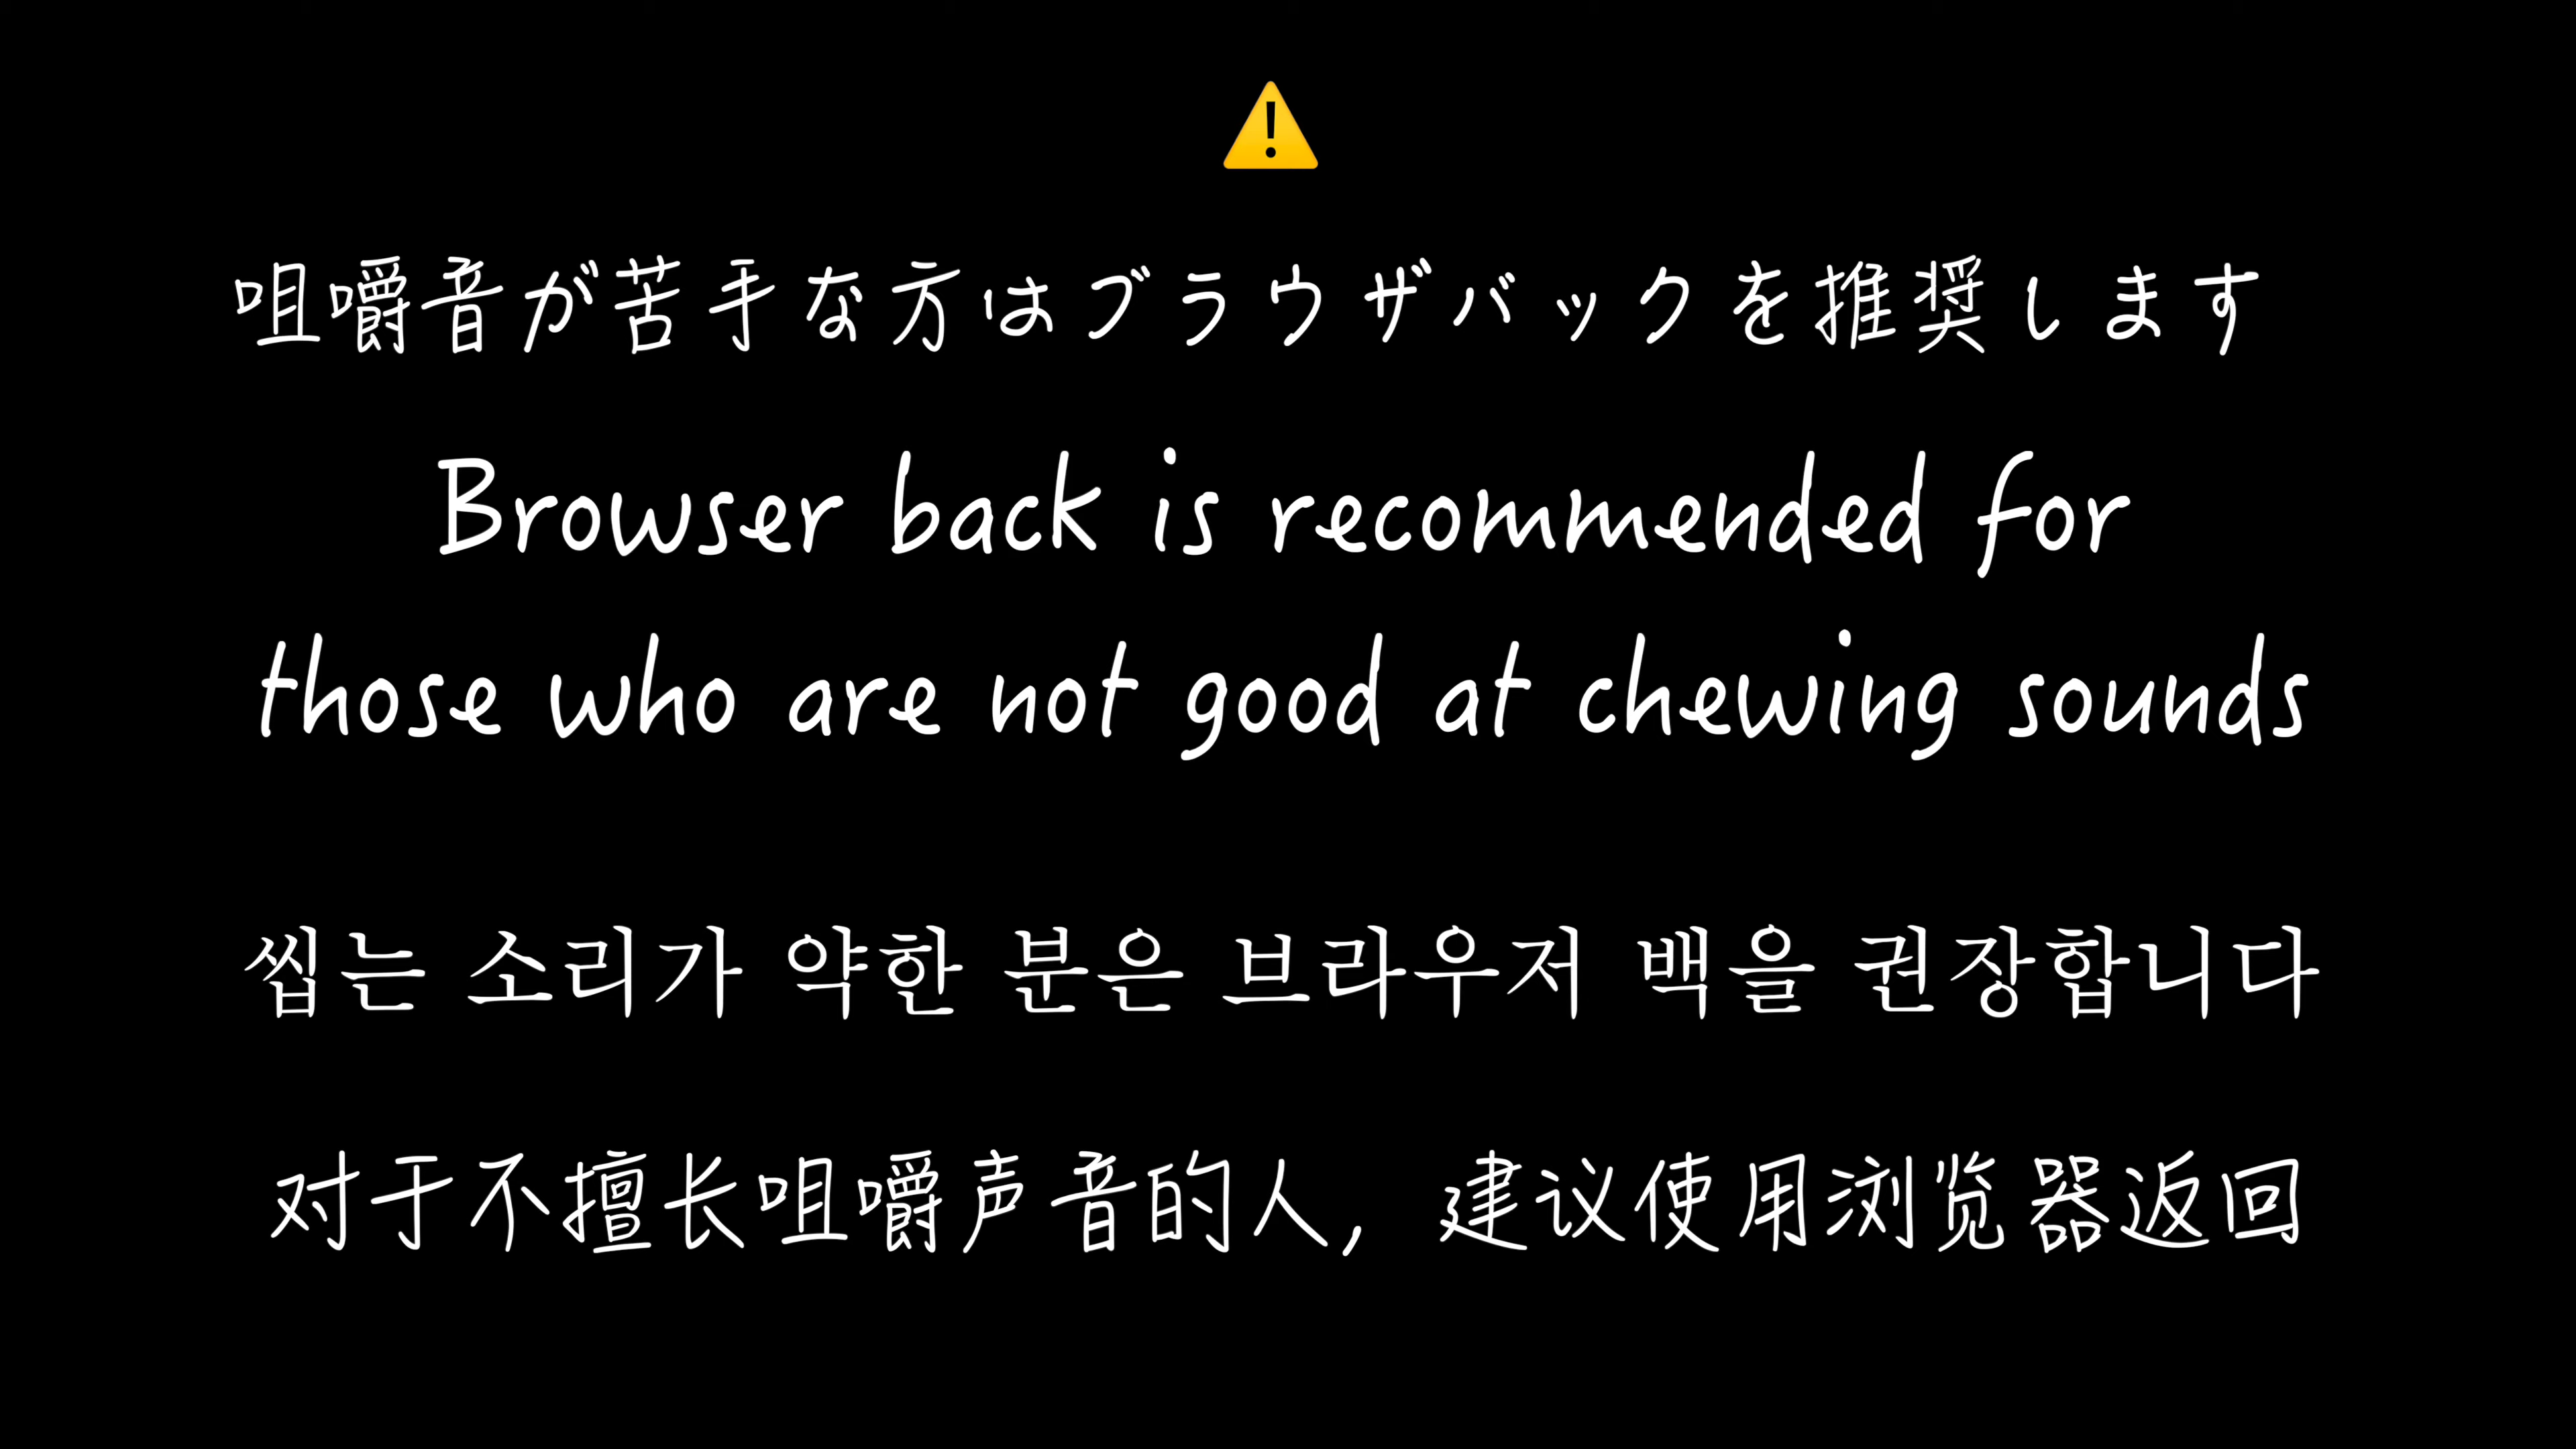 咀嚼音が苦手な方はブラウザバックを推奨します
Browser back is recommended for
those who are not good at chewing sounds
씹는 소리가 약한 분은 브라우저 백을 권장합니다
对于不擅长咀嚼声音的人，建议使用浏览器返回